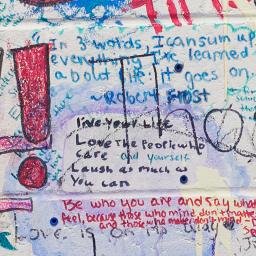 "In 3 words, I can sum up
everything I've learned
about life: it goes on.
~ Robert Frost
live your life
Love the people who
care and yourself
Laugh as much as
You can
Be who you are and say what
feel, because those who mind don't matter
and those who matter don't mind
Love is